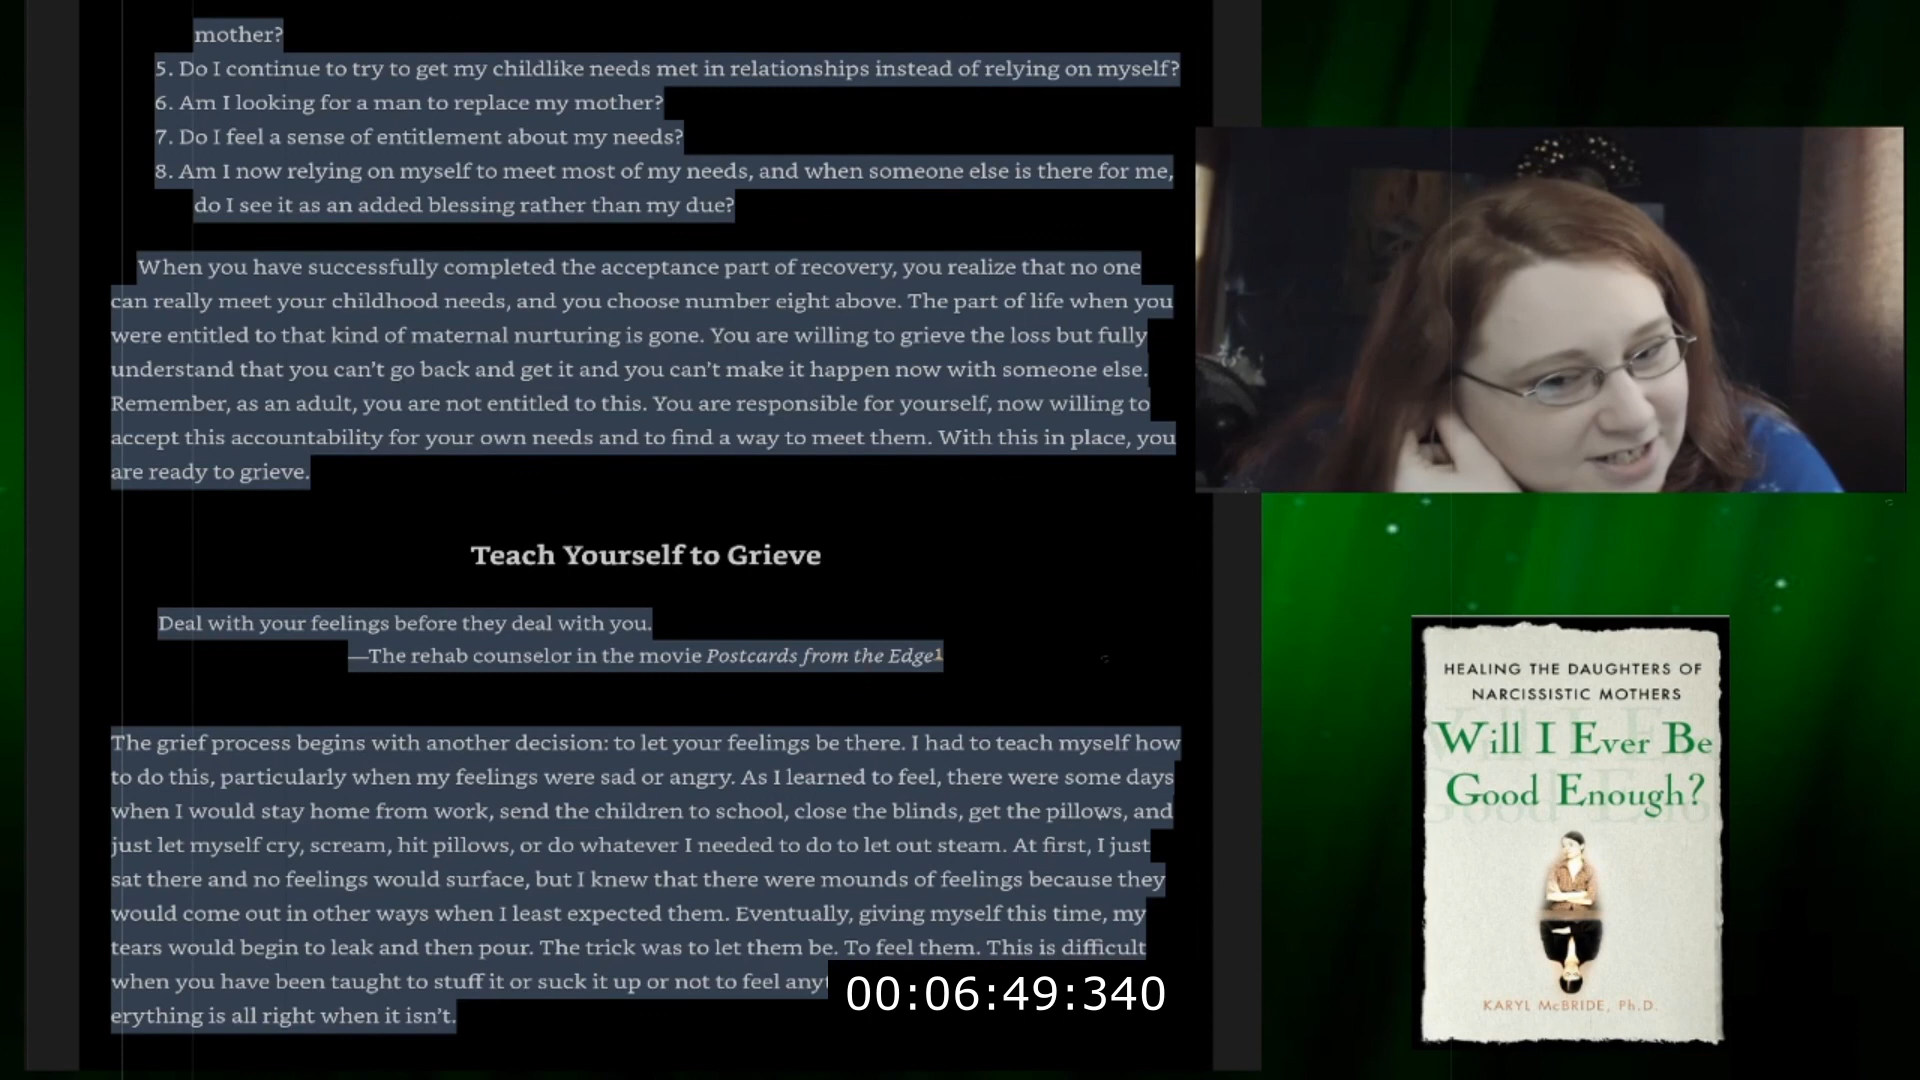 mother?
5. Do I continue to try to get my childlike needs met in relationships instead of relying on myself?
6. Am I looking for a man to replace my mother?
7. Do I feel a sense of entitlement about my needs?
8. Am I now relying on myself to meet most of my needs, and when someone else is there for me,
do I see it as an added blessing rather than my due?
When you have successfully completed the acceptance part of recovery, you realize that no one
can really meet your childhood needs, and you choose number eight above. The part of life when you
were entitled to that kind of maternal nurturing is gone. You are willing to grieve the loss but fully
understand that you can't go back and get it and you can't make it happen now with someone else.
Remember, as an adult, you are not entitled to this. You are responsible for yourself, now willing to
accept this accountability for your own needs and to find a way to meet them. With this in place, you
are ready to grieve.
Teach Yourself to Grieve
Deal with your feelings before they deal with you.
—The rehab counselor in the movie Postcards from the Edge1
The grief process begins with another decision: to let your feelings be there. I had to teach myself how
to do this, particularly when my feelings were sad or angry. As I learned to feel, there were some days
when I would stay home from work, send the children to school, close the blinds, get the pillows, and
just let myself cry, scream, hit pillows, or do whatever I needed to do to let out steam. At first, I just
sat there and no feelings would surface, but I knew that there were mounds of feelings because they
would come out in other ways when I least expected them. Eventually, giving myself this time, my
tears would begin to leak and then pour. The trick was to let them be. To feel them. This is difficult
when you have been taught to stuff it or suck it up or not to feel
erything is all right when it isn't.
00:06:49:340
HEALING THE DAUGHTERS OF
NARCISSISTIC MOTHERS
Will I Ever Be
Good Enough?
KARYL McBRIDE, Ph.D.